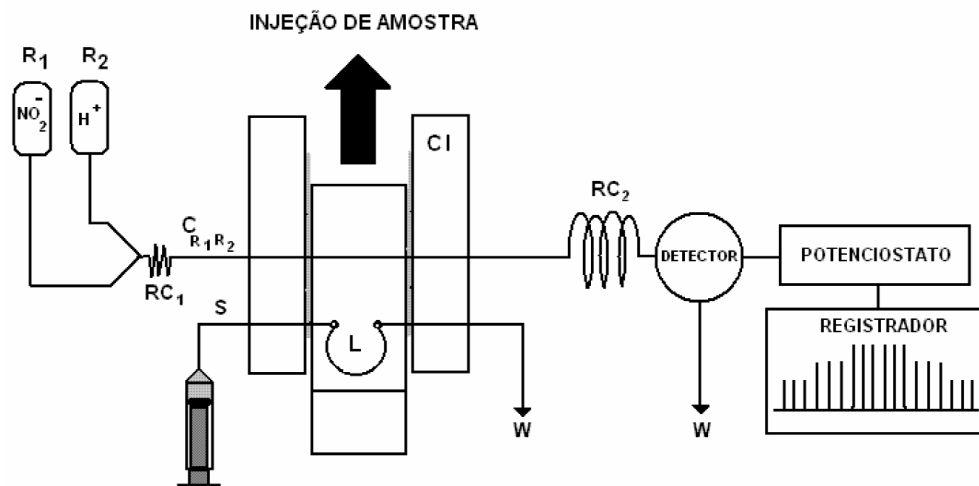 INJEÇÃO DE AMOSTRA
R1 R2
NO2-
H+
CI
RC2
C R1R2
DETECTOR
POTENCIOSTATO
RC1
S
L
REGISTRADOR
W
W